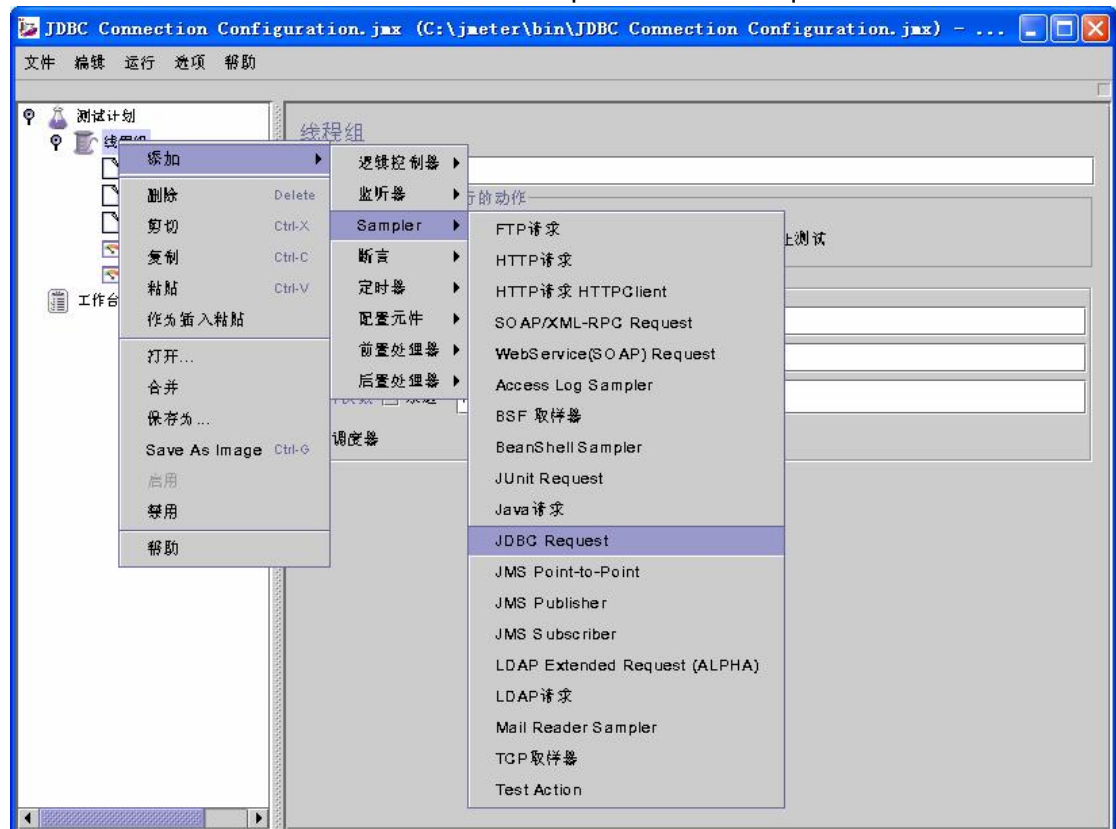 JDBC Connection Configuration.jmx (C:\jmeter\bin\JDBC Connection Configuration.jmx) - ...
文件 编辑 运行 选项 帮助
测试计划
线程组
工作台
线程组
行的动作
止测试
调度器
添加
删除 Delete
剪切 Ctrl-X
复制 Ctrl-C
粘贴 Ctrl-V
作为插入粘贴
打开...
合并
保存为...
Save As Image Ctrl-G
启用
禁用
帮助
逻辑控制器
监听器
Sampler
断言
定时器
配置元件
前置处理器
后置处理器
FTP请求
HTTP请求
HTTP请求 HTTPClient
SOAP/XML-RPC Request
WebService(SOAP) Request
Access Log Sampler
BSF 取样器
BeanShell Sampler
JUnit Request
Java请求
JDBC Request
JMS Point-to-Point
JMS Publisher
JMS Subscriber
LDAP Extended Request (ALPHA)
LDAP请求
Mail Reader Sampler
TCP取样器
Test Action